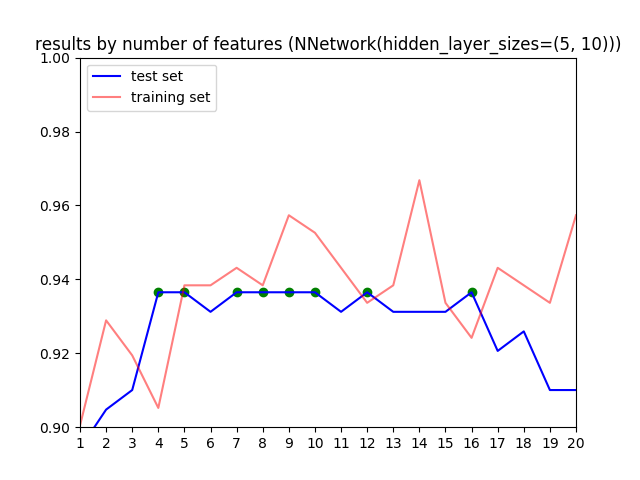 results by number of features (NNetwork(hidden_layer_sizes=(5, 10)))
1.00
test set
training set
0.98
0.96
0.94
0.92
0.90
1 2 3 4 5 6 7 8 9 10 11 12 13 14 15 16 17 18 19 20